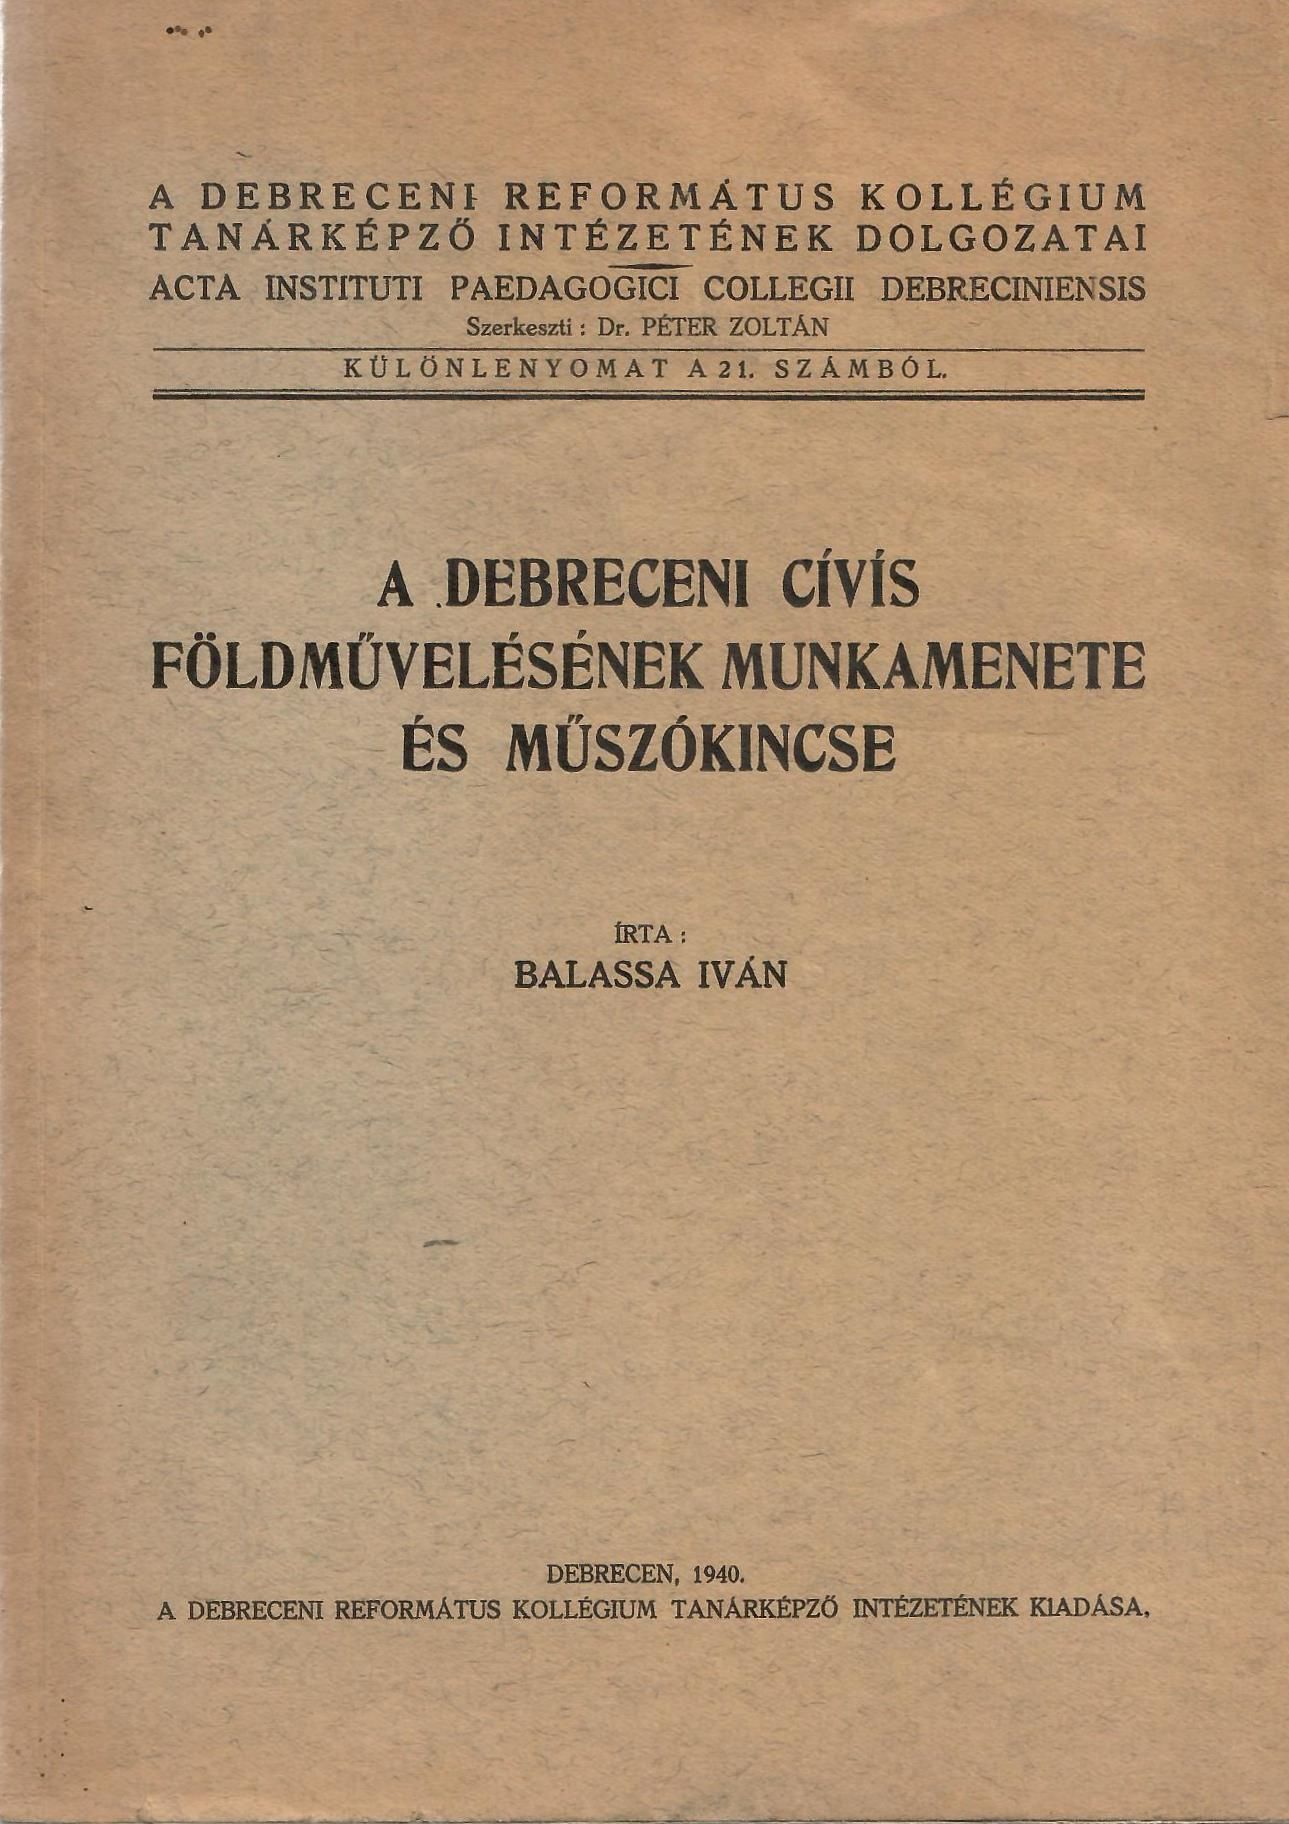 A DEBRECENI REFORMÁTUS KOLLÉGIUM
TANÁRKÉPZŐ INTÉZETÉNEK DOLGOZATAI
ACTA INSTITUTI PAEDAGOGICI COLLEGII DEBRECINIENSIS
Szerkeszti : Dr. PÉTER ZOLTÁN
KÜLÖNLENYOMAT A 21. SZÁMBÓL.
A DEBRECENI CÍVÍS
FÖLDMŰVELÉSÉNEK MUNKAMENETE
ÉS MŰSZÓKINCSE
ÍRTA :
BALASSA IVÁN
DEBRECEN, 1940.
A DEBRECENI REFORMÁTUS KOLLÉGIUM TANÁRKÉPZŐ INTÉZETÉNEK KIADÁSA.